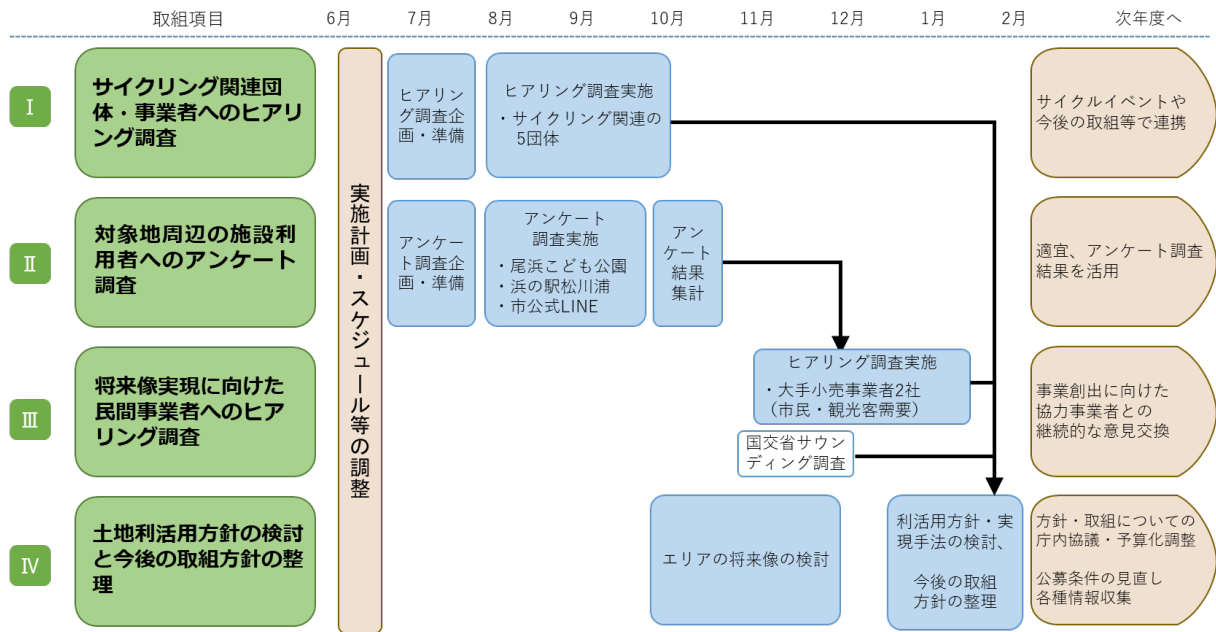 取組項目 6月 7月 8月 9月 10月 11月 12月 1月 2月 次年度へ
実施計画・スケジュール等の調整
Ⅰ
サイクリング関連団
体・事業者へのヒアリ
ング調査
ヒアリン
グ調査企
画・準備
ヒアリング調査実施
・サイクリング関連の
5団体
サイクルイベントや
今後の取組等で連携
Ⅱ
対象地周辺の施設利
用者へのアンケート
調査
アンケー
ト調査企
画・準備
アンケート
調査実施
・尾浜こども公園
・浜の駅松川浦
・市公式LINE
アン
ケート
結果
集計
適宜、アンケート調査
結果を活用
Ⅲ
将来像実現に向けた
民間事業者へのヒア
リング調査
ヒアリング調査実施
・大手小売事業者2社
（市民・観光客需要）
国交省サウン
ディング調査
事業創出に向けた
協力事業者との
継続的な意見交換
Ⅳ
土地利活用方針の検討
と今後の取組方針の整
理
エリアの将来像の検討
利活用方針・実
現手法の検討、
今後の取組
方針の整理
方針・取組についての
庁内協議・予算化調整
公募条件の見直し
各種情報収集